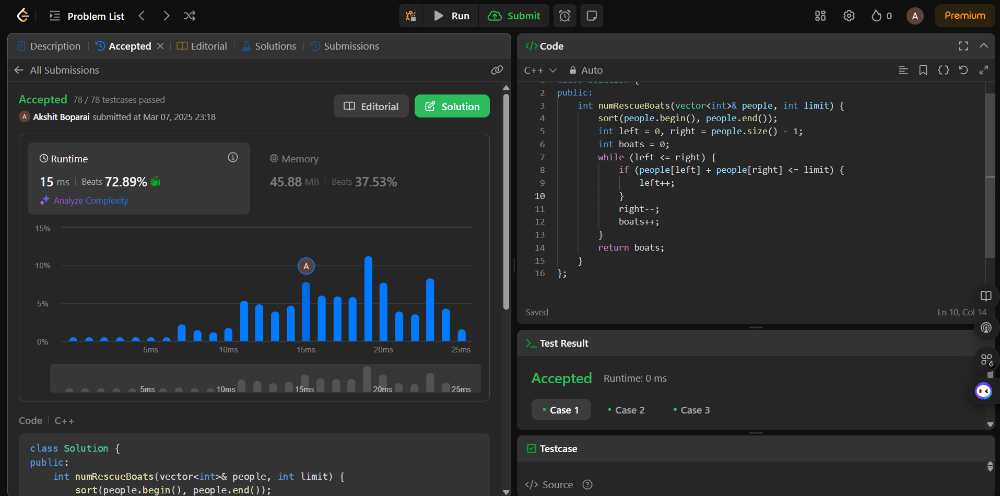 Problem List
Run
Submit
0
A
Premium
Description
Accepted
Editorial
Solutions
Submissions
All Submissions
Accepted 78 / 78 testcases passed
A Akshit Boparai submitted at Mar 07, 2025 23:18
Editorial
Solution
Runtime
15 ms Beats 72.89%
Analyze Complexity
Memory
45.88 MB Beats 37.53%
15%
10%
5%
0%
A
5ms 10ms 15ms 20ms 25ms
5ms 10ms 15ms 20ms 25ms
Code C++
class Solution {
public:
int numRescueBoats(vector<int>& people, int limit) {
sort(people.begin(), people.end());
</> Code
C++ Auto
2 public:
3 int numRescueBoats(vector<int>& people, int limit) {
4 sort(people.begin(), people.end());
5 int left = 0, right = people.size() - 1;
6 int boats = 0;
7 while (left <= right) {
8 if (people[left] + people[right] <= limit) {
9 left++;
10 }
11 right--;
12 boats++;
13 }
14 return boats;
15 }
16 };
Saved
Ln 10, Col 14
Test Result
Accepted Runtime: 0 ms
Case 1
Case 2
Case 3
Testcase
</> Source